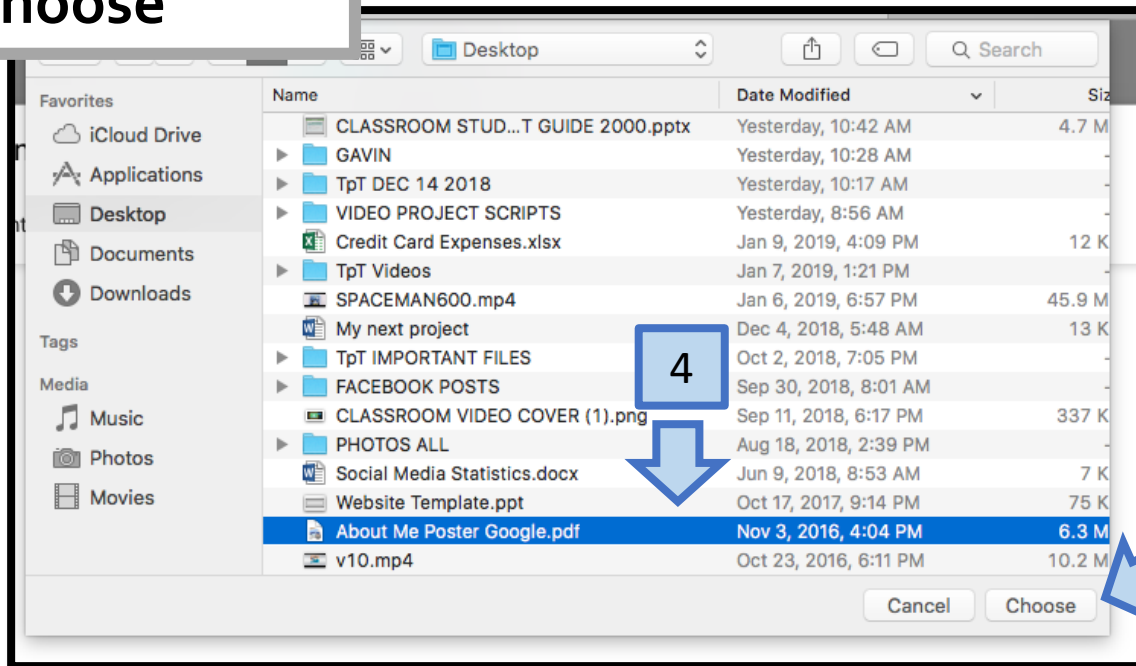 hoose
Desktop
Search
Favorites
iCloud Drive
Applications
Desktop
Documents
Downloads
Tags
Media
Music
Photos
Movies
Name Date Modified Siz
CLASSROOM STUD...T GUIDE 2000.pptx Yesterday, 10:42 AM 4.7 M
GAVIN Yesterday, 10:28 AM -
TpT DEC 14 2018 Yesterday, 10:17 AM -
VIDEO PROJECT SCRIPTS Yesterday, 8:56 AM -
Credit Card Expenses.xlsx Jan 9, 2019, 4:09 PM 12 K
TpT Videos Jan 7, 2019, 1:21 PM -
SPACEMAN600.mp4 Jan 6, 2019, 6:57 PM 45.9 M
My next project Dec 4, 2018, 5:48 AM 13 K
TpT IMPORTANT FILES Oct 2, 2018, 7:05 PM -
FACEBOOK POSTS Sep 30, 2018, 8:01 AM -
CLASSROOM VIDEO COVER (1).png Sep 11, 2018, 6:17 PM 337 K
PHOTOS ALL Aug 18, 2018, 2:39 PM -
Social Media Statistics.docx Jun 9, 2018, 8:53 AM 7 K
Website Template.ppt Oct 17, 2017, 9:14 PM 75 K
About Me Poster Google.pdf Nov 3, 2016, 4:04 PM 6.3 M
v10.mp4 Oct 23, 2016, 6:11 PM 10.2 M
4
Cancel Choose